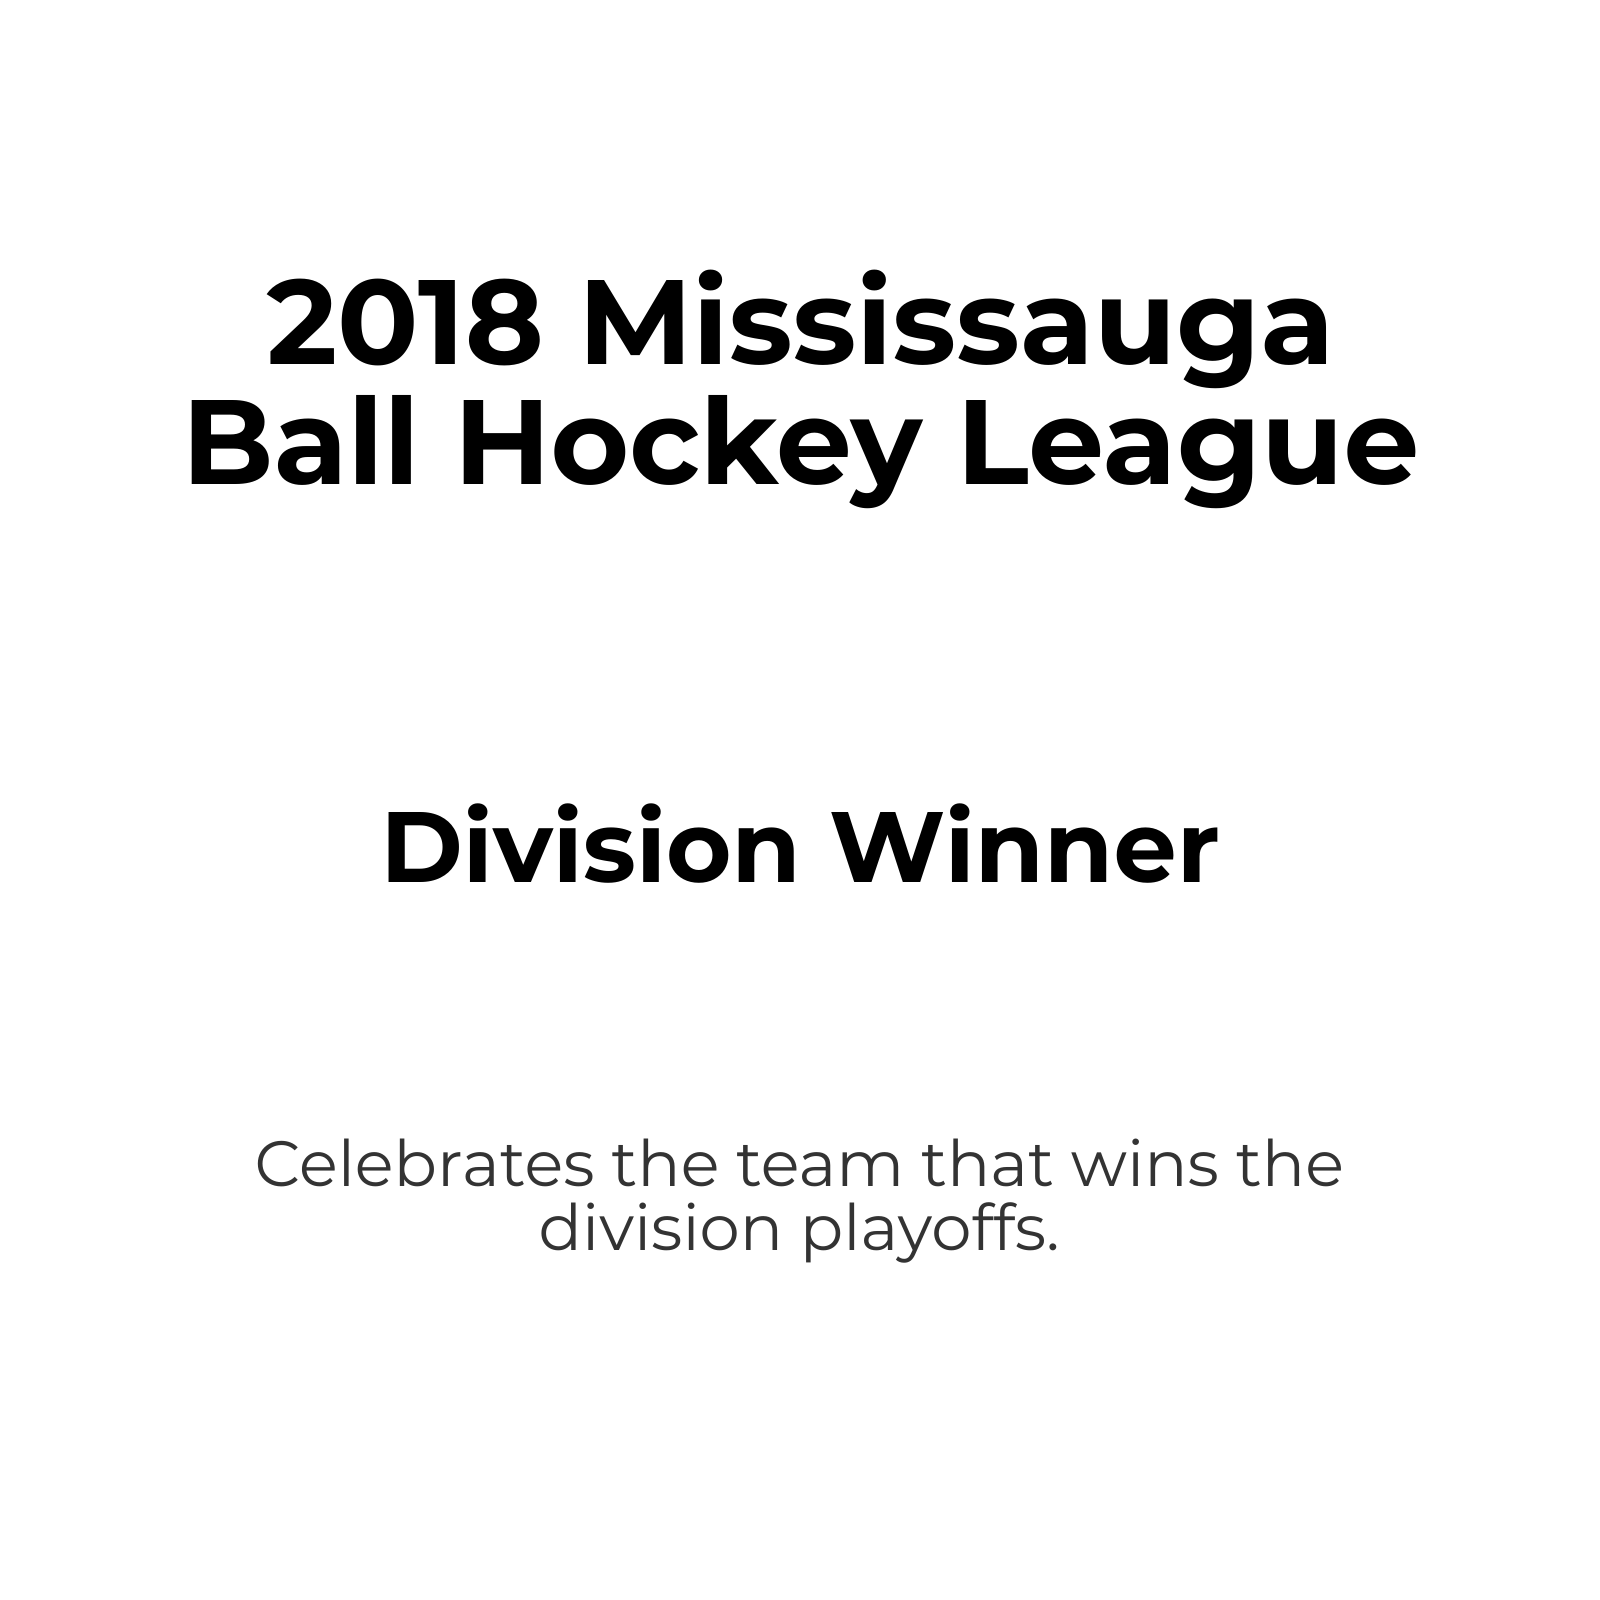 2018 Mississauga
Ball Hockey League
Division Winner
Celebrates the team that wins the
division playoffs.